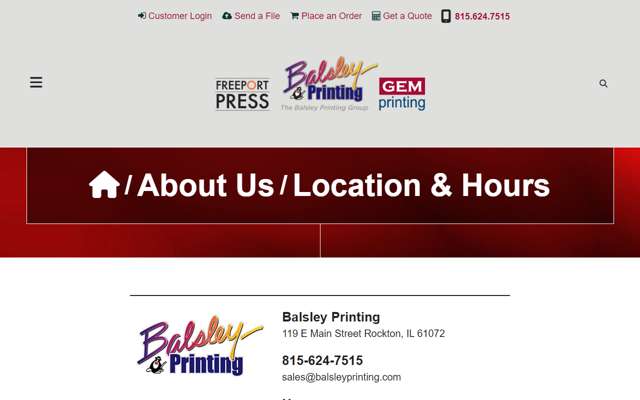 Customer Login Send a File Place an Order Get a Quote 815.624.7515
FREEPORT PRESS
Balsley Printing
The Balsley Printing Group
GEM printing
/ About Us / Location & Hours
Balsley Printing
Balsley Printing
119 E Main Street Rockton, IL 61072
815-624-7515
sales@balsleyprinting.com